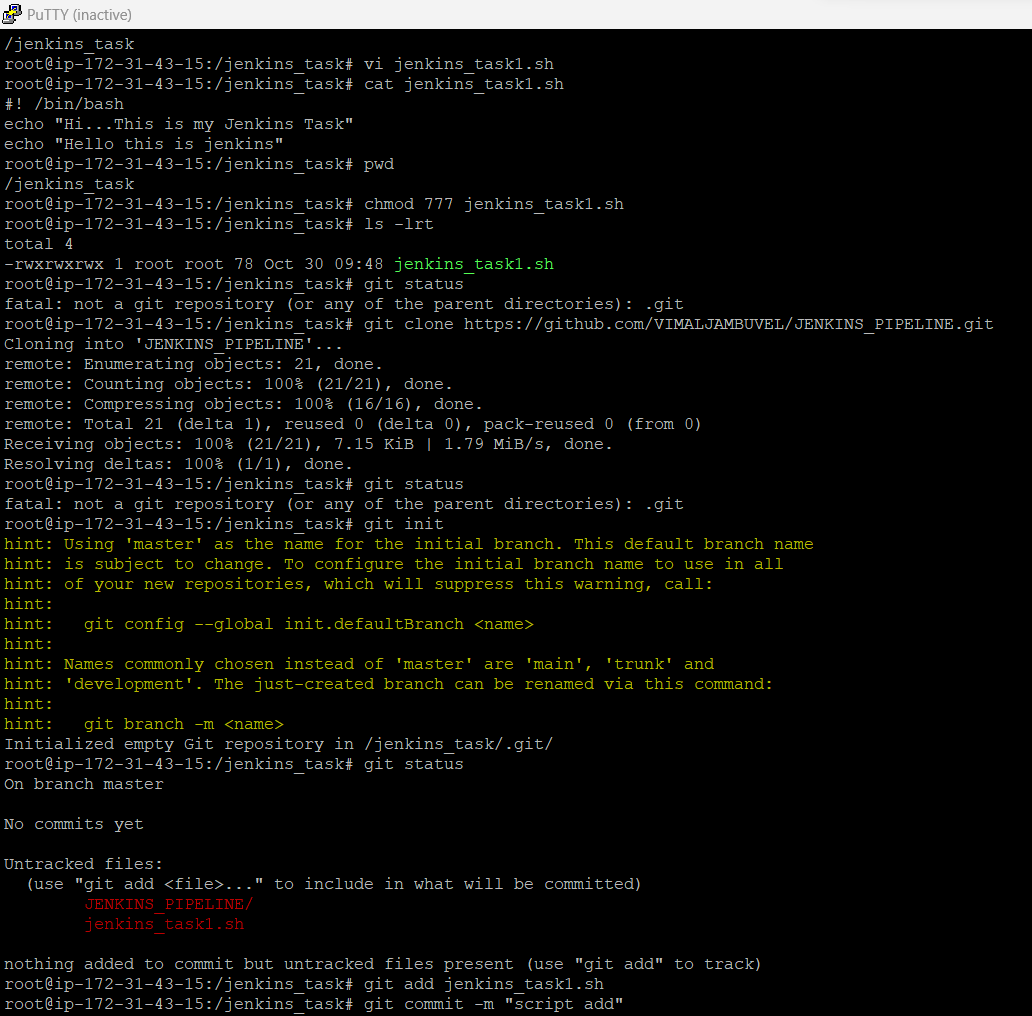 PuTTY (inactive)
/jenkins_task
root@ip-172-31-43-15:/jenkins_task# vi jenkins_task1.sh
root@ip-172-31-43-15:/jenkins_task# cat jenkins_task1.sh
#! /bin/bash
echo "Hi...This is my Jenkins Task"
echo "Hello this is jenkins"
root@ip-172-31-43-15:/jenkins_task# pwd
/jenkins_task
root@ip-172-31-43-15:/jenkins_task# chmod 777 jenkins_task1.sh
root@ip-172-31-43-15:/jenkins_task# ls -lrt
total 4
-rwxrwxrwx 1 root root 78 Oct 30 09:48 jenkins_task1.sh
root@ip-172-31-43-15:/jenkins_task# git status
fatal: not a git repository (or any of the parent directories): .git
root@ip-172-31-43-15:/jenkins_task# git clone https://github.com/VIMALJAMBUVEL/JENKINS_PIPELINE.git
Cloning into 'JENKINS_PIPELINE'...
remote: Enumerating objects: 21, done.
remote: Counting objects: 100% (21/21), done.
remote: Compressing objects: 100% (16/16), done.
remote: Total 21 (delta 1), reused 0 (delta 0), pack-reused 0 (from 0)
Receiving objects: 100% (21/21), 7.15 KiB | 1.79 MiB/s, done.
Resolving deltas: 100% (1/1), done.
root@ip-172-31-43-15:/jenkins_task# git status
fatal: not a git repository (or any of the parent directories): .git
root@ip-172-31-43-15:/jenkins_task# git init
hint: Using 'master' as the name for the initial branch. This default branch name
hint: is subject to change. To configure the initial branch name to use in all
hint: of your new repositories, which will suppress this warning, call:
hint:
hint:   git config --global init.defaultBranch <name>
hint:
hint: Names commonly chosen instead of 'master' are 'main', 'trunk' and
hint: 'development'. The just-created branch can be renamed via this command:
hint:
hint:   git branch -m <name>
Initialized empty Git repository in /jenkins_task/.git/
root@ip-172-31-43-15:/jenkins_task# git status
On branch master
No commits yet
Untracked files:
  (use "git add <file>..." to include in what will be committed)
        JENKINS_PIPELINE/
        jenkins_task1.sh
nothing added to commit but untracked files present (use "git add" to track)
root@ip-172-31-43-15:/jenkins_task# git add jenkins_task1.sh
root@ip-172-31-43-15:/jenkins_task# git commit -m "script add"